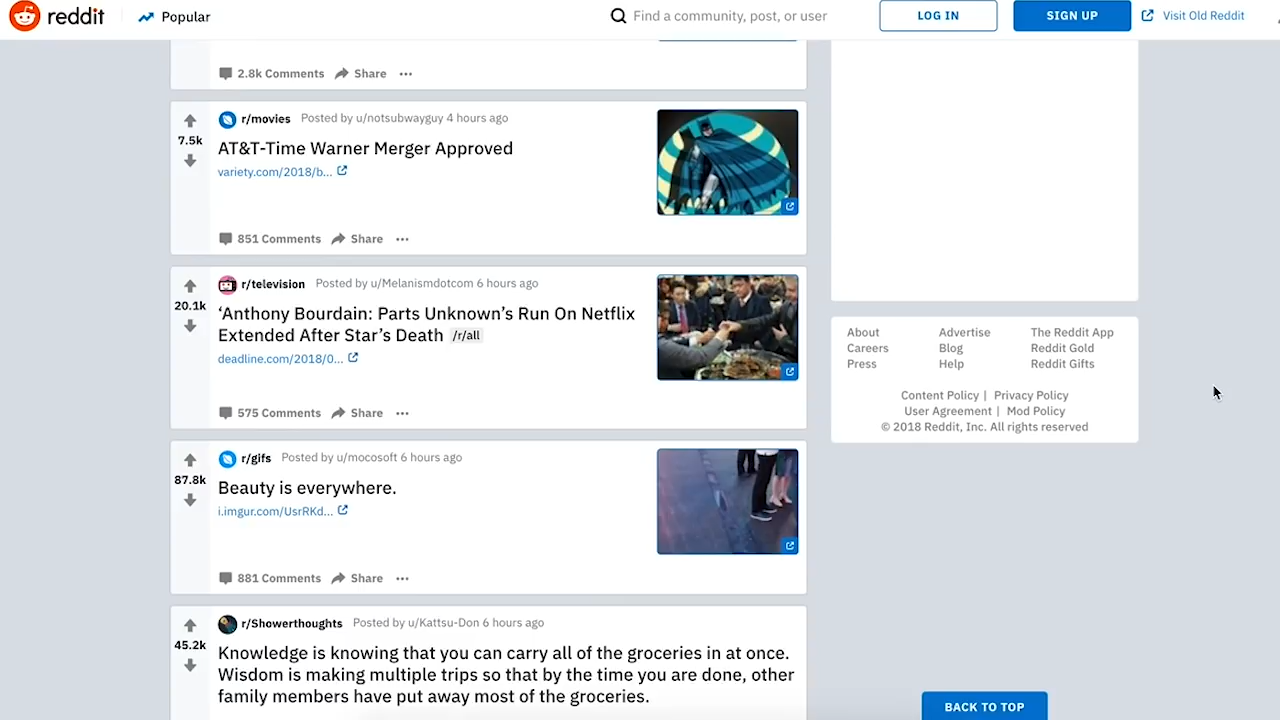 reddit
Popular
Find a community, post, or user
LOG IN
SIGN UP
Visit Old Reddit
2.8k Comments Share
r/movies Posted by u/notsubwayguy 4 hours ago
7.5k
AT&T-Time Warner Merger Approved
variety.com/2018/b...
851 Comments Share
r/television Posted by u/Melanismdotcom 6 hours ago
20.1k
‘Anthony Bourdain: Parts Unknown’s Run On Netflix
Extended After Star’s Death /r/all
deadline.com/2018/0...
575 Comments Share
r/gifs Posted by u/mocosoft 6 hours ago
87.8k
Beauty is everywhere.
i.imgur.com/UsrRKd...
881 Comments Share
r/Showerthoughts Posted by u/Kattsu-Don 6 hours ago
45.2k
Knowledge is knowing that you can carry all of the groceries in at once.
Wisdom is making multiple trips so that by the time you are done, other
family members have put away most of the groceries.
About Advertise The Reddit App
Careers Blog Reddit Gold
Press Help Reddit Gifts
Content Policy | Privacy Policy
User Agreement | Mod Policy
© 2018 Reddit, Inc. All rights reserved
BACK TO TOP